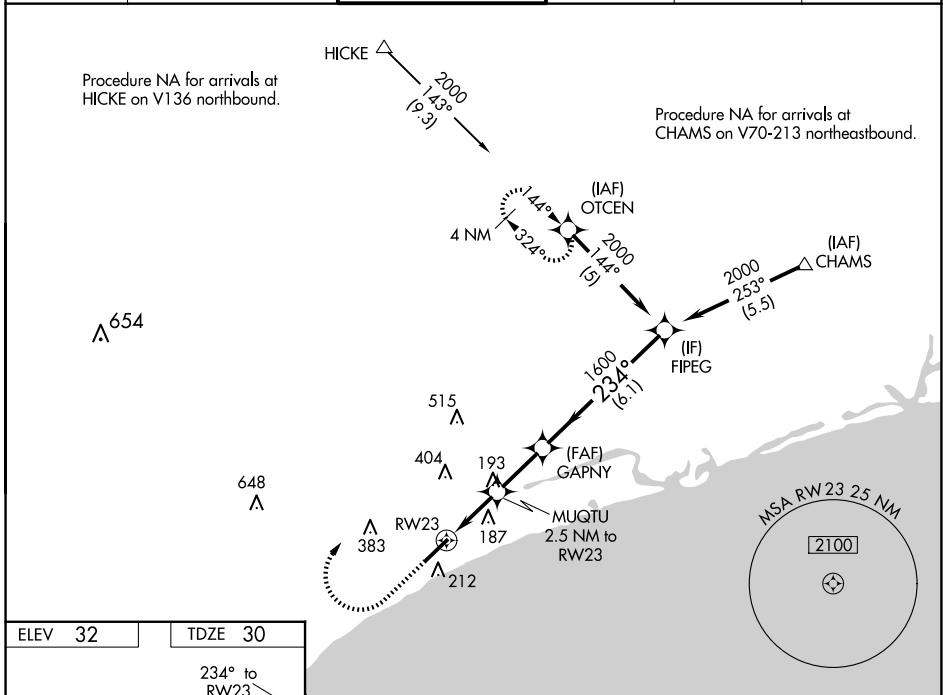 HICKE
2000
143°
(9.3)
Procedure NA for arrivals at
HICKE on V136 northbound.
Procedure NA for arrivals at
CHAMS on V70-213 northeastbound.
(IAF)
OTCEN
144°
324°
4 NM
2000
144°
(5)
(IAF)
CHAMS
2000
253°
(5.5)
(IF)
FIPEG
654
1600
234°
(6.1)
515
(FAF)
GAPNY
404
193
648
MUQTU
2.5 NM to
RW23
RW23
187
383
212
MSA RW23 25 NM
2100
ELEV 32
TDZE 30
234° to
RW23